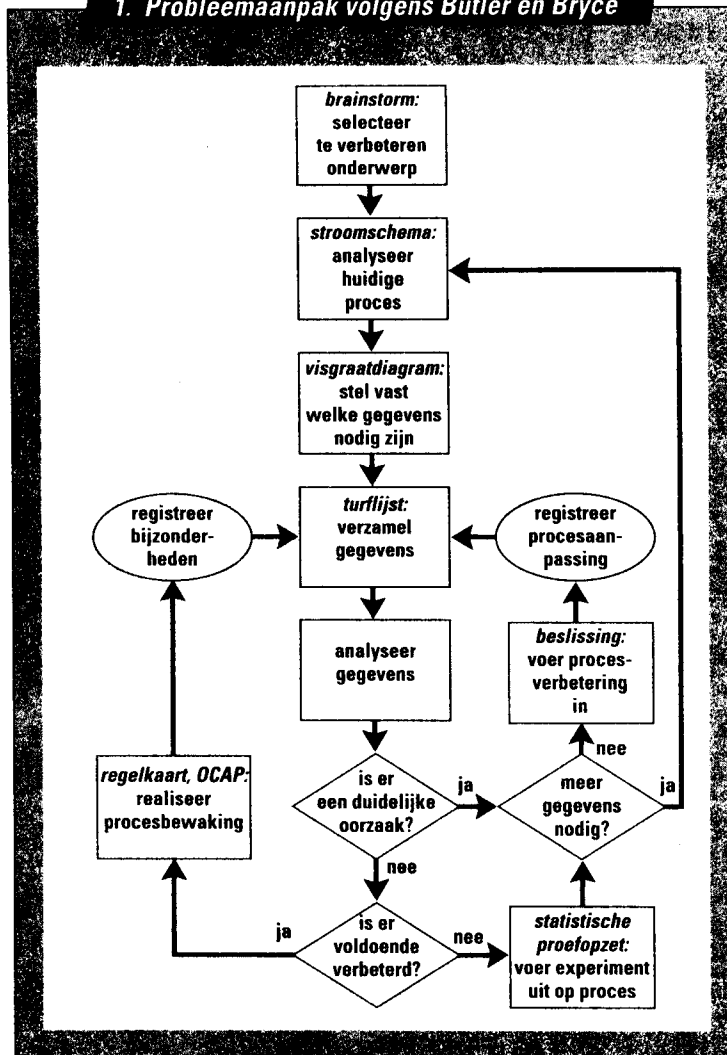 1. Probleemaanpak volgens Butler en Bryce
brainstorm:
selecteer
te verbeteren
onderwerp
stroomschema:
analyseer
huidige
proces
visgraatdiagram:
stel vast
welke gegevens
nodig zijn
registreer
bijzonder-
heden
turflijst:
verzamel
gegevens
registreer
procesaan-
passing
analyseer
gegevens
beslissing:
voer proces-
verbetering
in
nee
regelkaart, OCAP:
realiseer
procesbewaking
is er
een duidelijke
oorzaak?
ja
meer
gegevens
nodig?
ja
nee
ja
is er
voldoende
verbeterd?
nee
statistische
proefopzet:
voer experiment
uit op proces